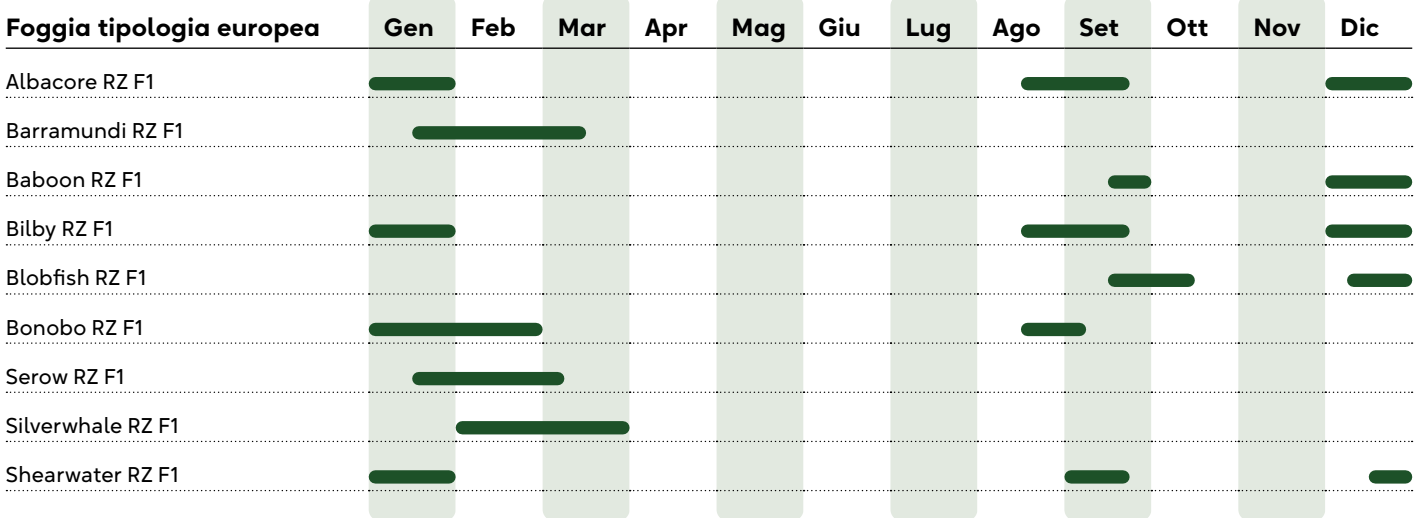 Foggia tipologia europea Gen Feb Mar Apr Mag Giu Lug Ago Set Ott Nov Dic
Albacore RZ F1
Barramundi RZ F1
Baboon RZ F1
Bilby RZ F1
Blobfish RZ F1
Bonobo RZ F1
Serow RZ F1
Silverwhale RZ F1
Shearwater RZ F1